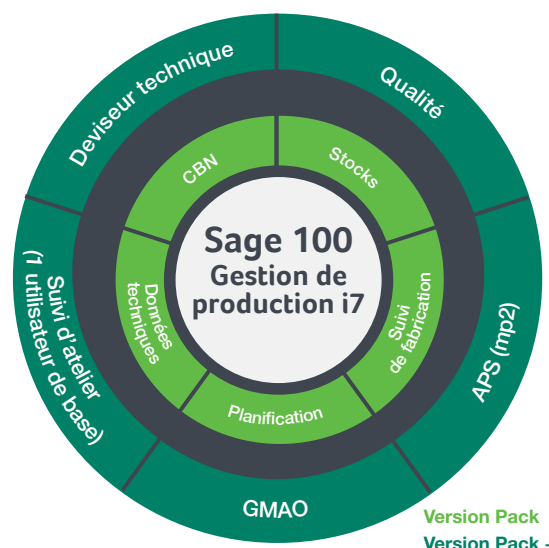 Deviseur technique
Qualité
CBN
Stocks
Sage 100
Gestion de
production i7
Données
techniques
Suivi
de fabrication
Planification
Suivi d'atelier
(1 utilisateur de base)
APS (mp2)
GMAO
Version Pack
Version Pack